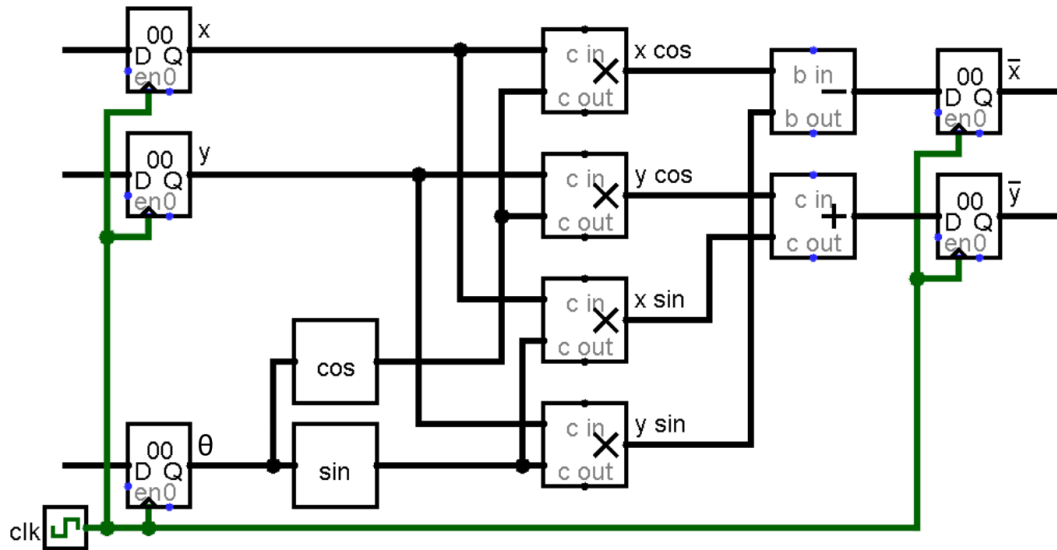 x
00
D Q
en0
c in
×
c out
x cos
b in
−
b out
00
D Q
en0
x̅
y
00
D Q
en0
c in
×
c out
y cos
c in
+
c out
00
D Q
en0
y̅
c in
×
c out
x sin
cos
θ
00
D Q
en0
sin
c in
×
c out
y sin
clk